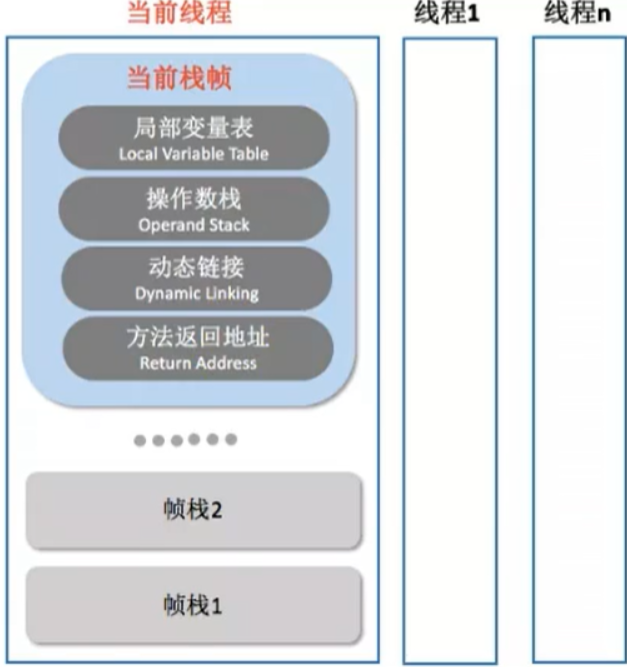 当前线程
线程1
线程n
当前栈帧
局部变量表
Local Variable Table
操作数栈
Operand Stack
动态链接
Dynamic Linking
方法返回地址
Return Address
帧栈2
帧栈1